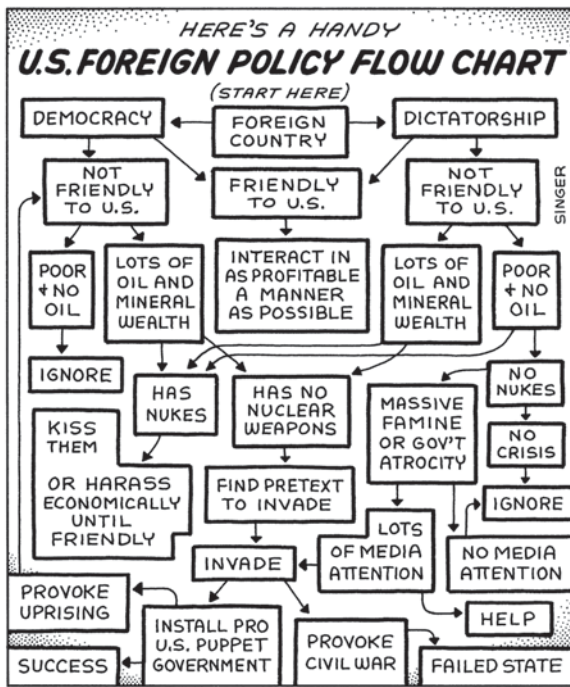 HERE'S A HANDY
U.S. FOREIGN POLICY FLOW CHART
(START HERE)
DEMOCRACY
FOREIGN
COUNTRY
DICTATORSHIP
NOT
FRIENDLY
TO U.S.
FRIENDLY
TO U.S.
NOT
FRIENDLY
TO U.S.
SINGER
POOR
+ NO
OIL
LOTS OF
OIL AND
MINERAL
WEALTH
INTERACT IN
AS PROFITABLE
A MANNER
AS POSSIBLE
LOTS OF
OIL AND
MINERAL
WEALTH
POOR
+ NO
OIL
IGNORE
HAS
NUKES
HAS NO
NUCLEAR
WEAPONS
MASSIVE
FAMINE
OR GOV'T
ATROCITY
NO
NUKES
NO
CRISIS
KISS
THEM
OR HARASS
ECONOMICALLY
UNTIL
FRIENDLY
FIND PRETEXT
TO INVADE
IGNORE
INVADE
LOTS
OF MEDIA
ATTENTION
NO MEDIA
ATTENTION
PROVOKE
UPRISING
INSTALL PRO
U.S. PUPPET
GOVERNMENT
PROVOKE
CIVIL WAR
HELP
SUCCESS
FAILED STATE